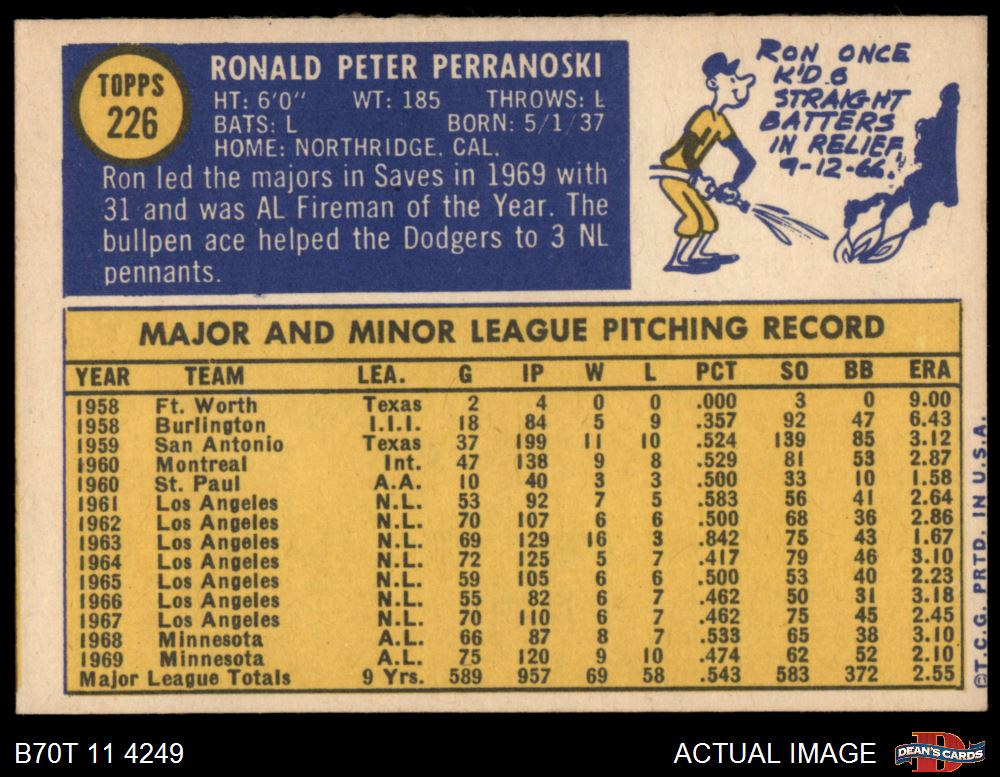 TOPPS
226
RONALD PETER PERRANOSKI
HT: 6'0" WT: 185 THROWS: L
BATS: L BORN: 5/1/37
HOME: NORTHRIDGE. CAL.
Ron led the majors in Saves in 1969 with
31 and was AL Fireman of the Year. The
bullpen ace helped the Dodgers to 3 NL
pennants.
RON ONCE
K'D 6
STRAIGHT
BATTERS
IN RELIEF,
9-12-66.
MAJOR AND MINOR LEAGUE PITCHING RECORD
YEAR TEAM LEA. G IP W L PCT SO BB ERA
1958 Ft. Worth Texas 2 4 0 0 .000 3 0 9.00
1958 Burlington I.I.I. 18 84 5 9 .357 92 47 6.43
1959 San Antonio Texas 37 199 11 10 .524 139 85 3.12
1960 Montreal Int. 47 138 9 8 .529 81 53 2.87
1960 St. Paul A.A. 10 40 3 3 .500 33 10 1.58
1961 Los Angeles N.L. 53 92 7 5 .583 56 41 2.64
1962 Los Angeles N.L. 70 107 6 6 .500 68 36 2.86
1963 Los Angeles N.L. 69 129 16 3 .842 75 43 1.67
1964 Los Angeles N.L. 72 125 5 7 .417 79 46 3.10
1965 Los Angeles N.L. 59 105 6 6 .500 53 40 2.23
1966 Los Angeles N.L. 55 82 6 7 .462 50 31 3.18
1967 Los Angeles N.L. 70 110 6 7 .462 75 45 2.45
1968 Minnesota A.L. 66 87 8 7 .533 65 38 3.10
1969 Minnesota A.L. 75 120 9 10 .474 62 52 2.10
Major League Totals 9 Yrs. 589 957 69 58 .543 583 372 2.55
©T.C.G. PRTD. IN U.S.A.
B70T 11 4249
ACTUAL IMAGE
DEAN'S CARDS